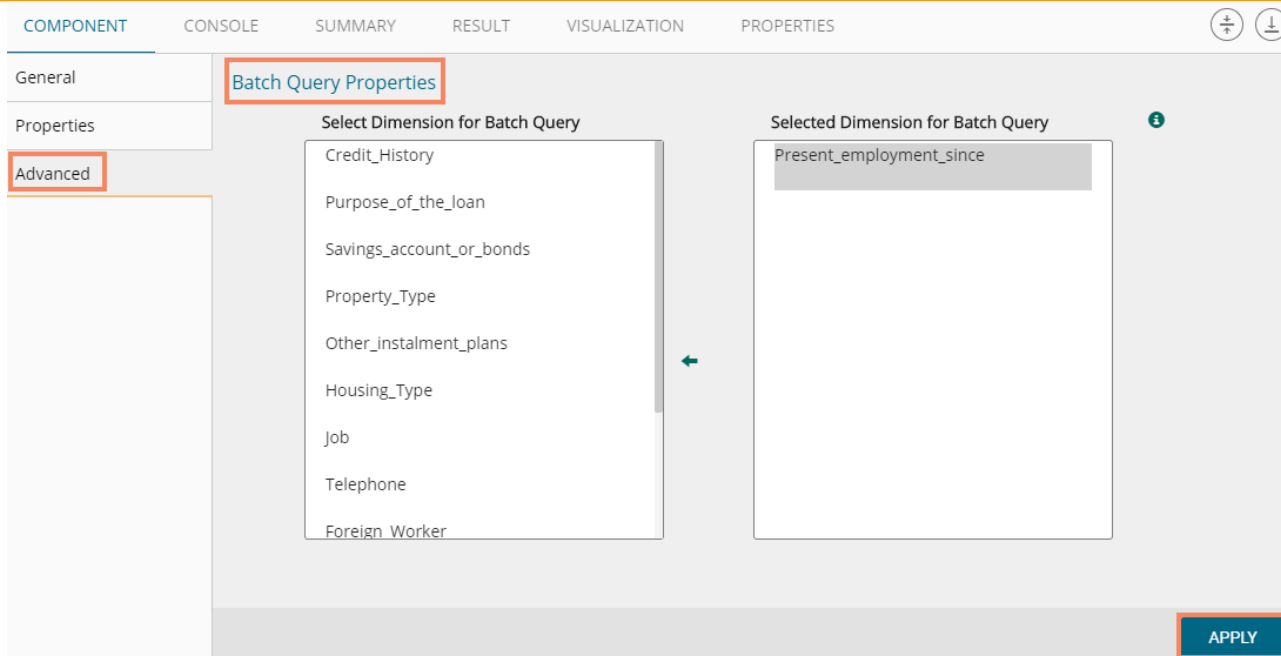 COMPONENT CONSOLE SUMMARY RESULT VISUALIZATION PROPERTIES
General
Properties
Advanced
Batch Query Properties
Select Dimension for Batch Query
Credit_History
Purpose_of_the_loan
Savings_account_or_bonds
Property_Type
Other_instalment_plans
Housing_Type
Job
Telephone
Foreign_Worker
Selected Dimension for Batch Query
Present_employment_since
APPLY